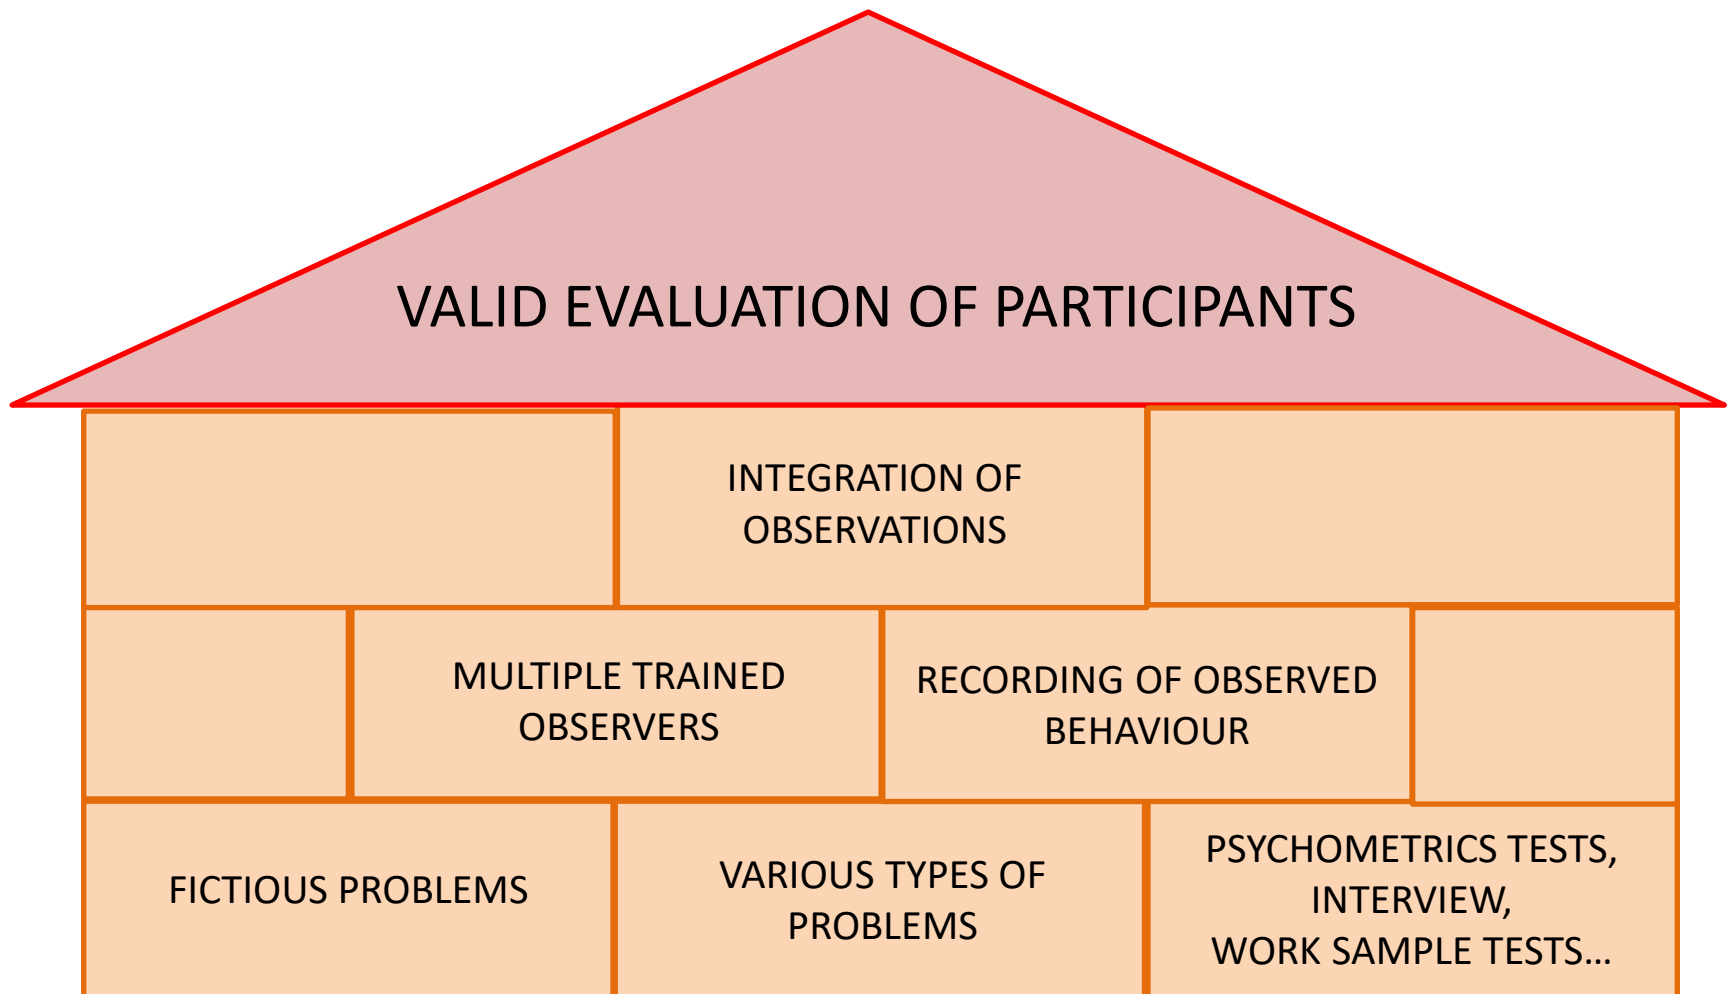 VALID EVALUATION OF PARTICIPANTS
INTEGRATION OF
OBSERVATIONS
MULTIPLE TRAINED
OBSERVERS
RECORDING OF OBSERVED
BEHAVIOUR
FICTIOUS PROBLEMS
VARIOUS TYPES OF
PROBLEMS
PSYCHOMETRICS TESTS,
INTERVIEW,
WORK SAMPLE TESTS...